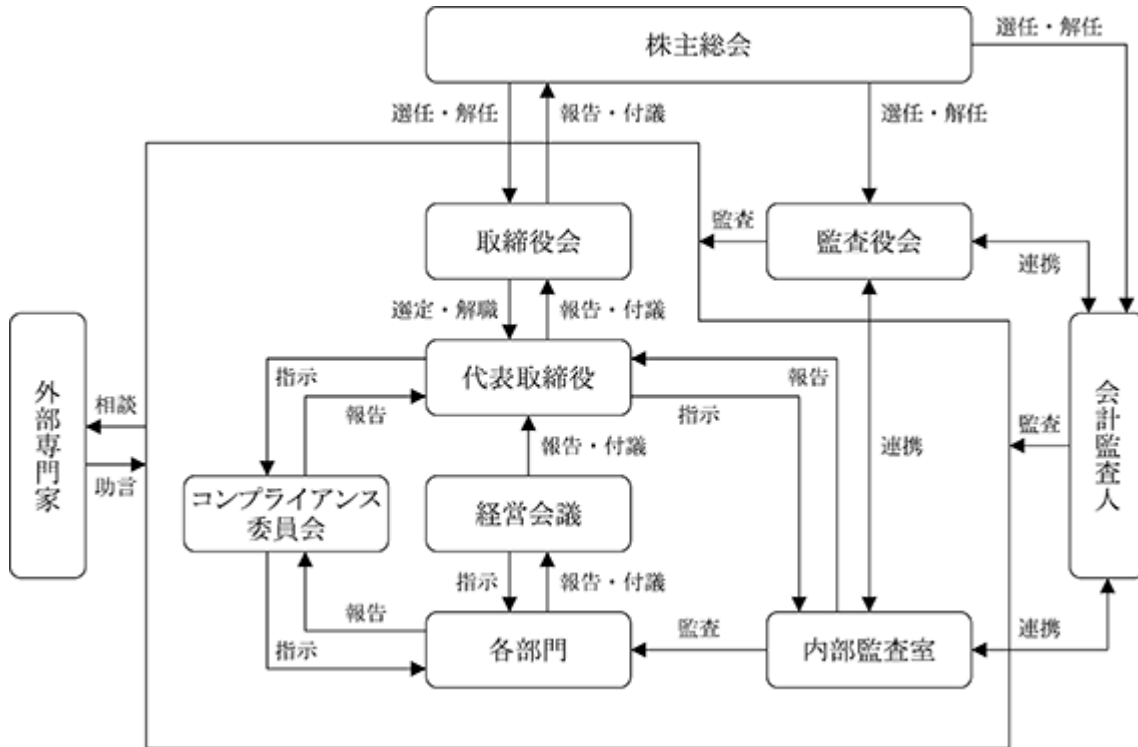 株主総会
選任・解任
選任・解任
報告・付議
選任・解任
取締役会
監査
監査役会
連携
選定・解職
報告・付議
外部専門家
相談
助言
指示
報告
代表取締役
報告
指示
報告・付議
連携
監査
会計監査人
コンプライアンス
委員会
経営会議
指示
報告・付議
報告
指示
各部門
監査
内部監査室
連携